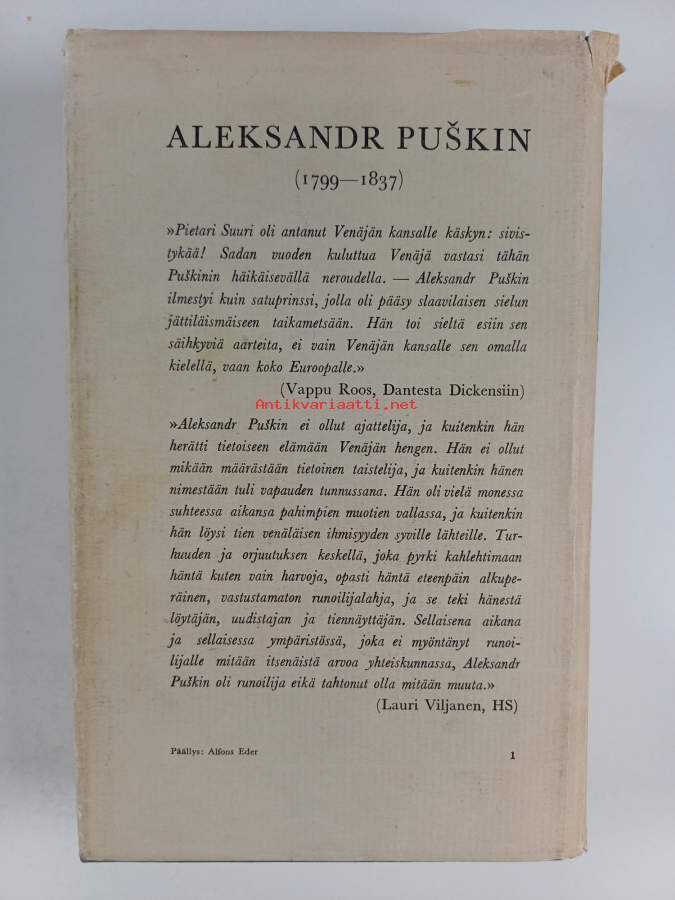 ALEKSANDR PUŠKIN
(1799—1837)
»Pietari Suuri oli antanut Venäjän kansalle käskyn: sivis-
tykää! Sadan vuoden kuluttua Venäjä vastasi tähän
Puškinin häikäisevällä neroudella. — Aleksandr Puškin
ilmestyi kuin satuprinssi, jolla oli pääsy slaavilaisen sielun
jättiläismäiseen taikametsään. Hän toi sieltä esiin sen
säihkyviä aarteita, ei vain Venäjän kansalle sen omalla
kielellä, vaan koko Euroopalle.»
(Vappu Roos, Dantesta Dickensiin)
Antikvariaatti.net
»Aleksandr Puškin ei ollut ajattelija, ja kuitenkin hän
herätti tietoiseen elämään Venäjän hengen. Hän ei ollut
mikään määrästään tietoinen taistelija, ja kuitenkin hänen
nimestään tuli vapauden tunnussana. Hän oli vielä monessa
suhteessa aikansa pahimpien muotien vallassa, ja kuitenkin
hän löysi tien venäläisen ihmisyyden syville lähteille. Tur-
huuden ja orjuutuksen keskellä, joka pyrki kahlehtimaan
häntä kuten vain harvoja, opasti häntä eteenpäin alkupe-
räinen, vastustamaton runoilijalahja, ja se teki hänestä
löytäjän, uudistajan ja tiennäyttäjän. Sellaisena aikana
ja sellaisessa ympäristössä, joka ei myöntänyt runoi-
lijalle mitään itsenäistä arvoa yhteiskunnassa, Aleksandr
Puškin oli runoilija eikä tahtonut olla mitään muuta.»
(Lauri Viljanen, HS)
Päällys: Alfons Eder
1